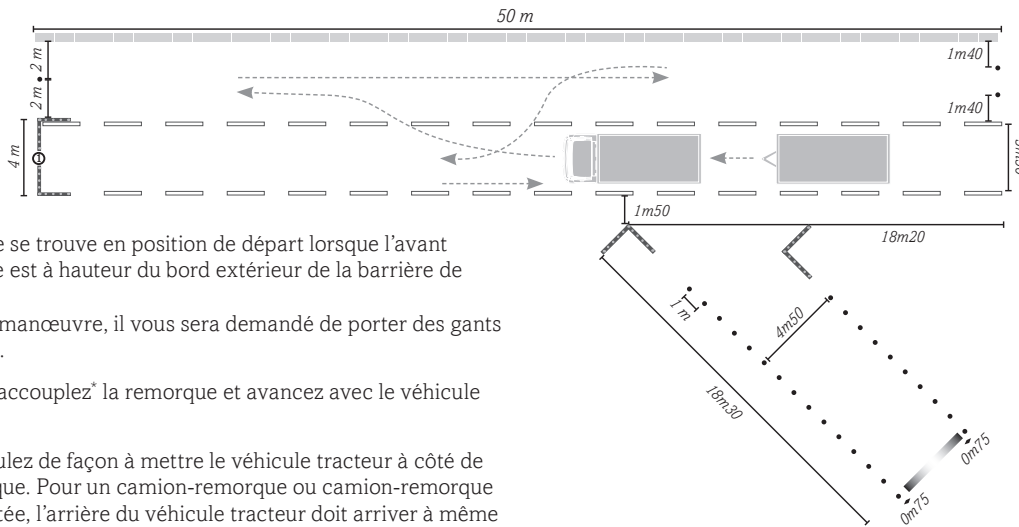 50 m
2 m
2 m
4 m
1
1m40
1m40
3m50
1m50
18m20
e se trouve en position de départ lorsque l'avant
e est à hauteur du bord extérieur de la barrière de
manœuvre, il vous sera demandé de porter des gants
.
accouplez* la remorque et avancez avec le véhicule
ulez de façon à mettre le véhicule tracteur à côté de
que. Pour un camion-remorque ou camion-remorque
tée, l'arrière du véhicule tracteur doit arriver à même
1 m
4m50
18m30
0m75
0m75